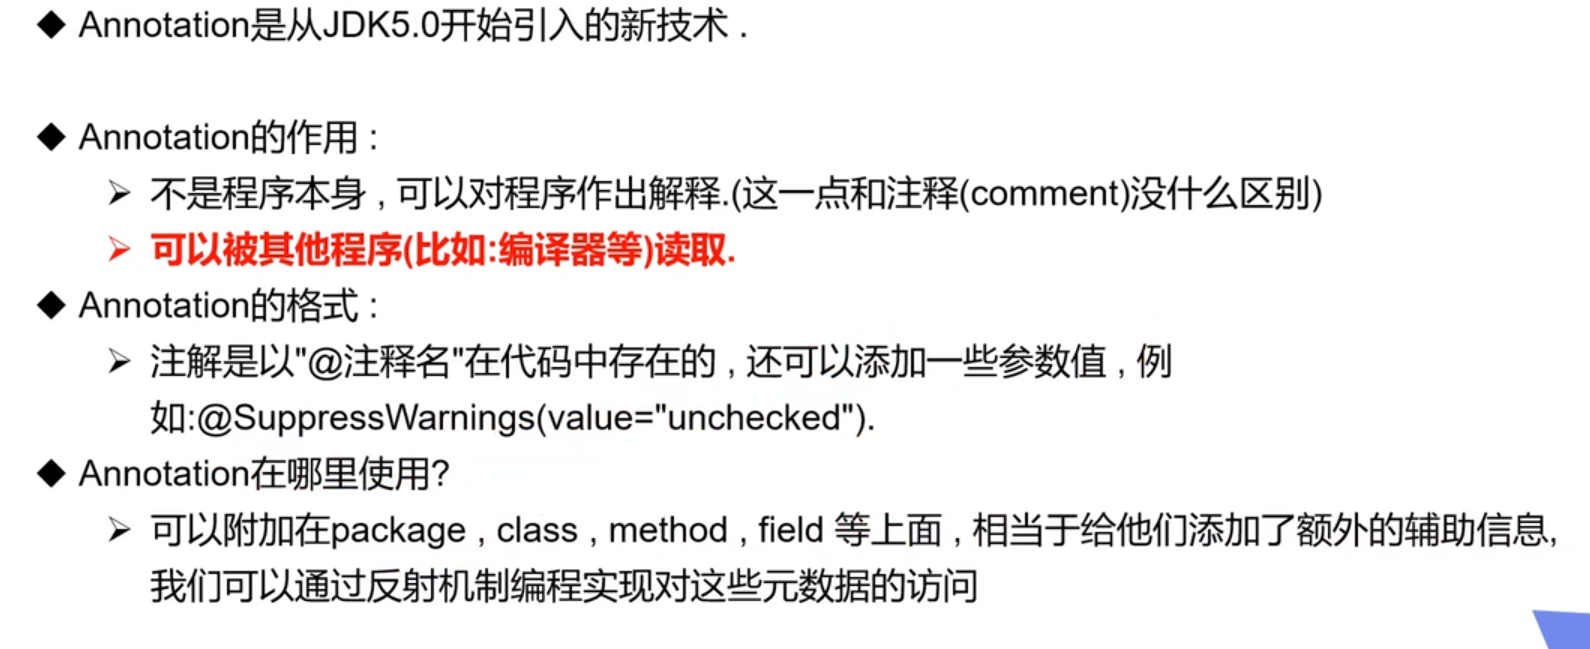 ◆ Annotation是从JDK5.0开始引入的新技术 .
◆ Annotation的作用 :
➢ 不是程序本身 , 可以对程序作出解释.(这一点和注释(comment)没什么区别)
➢ 可以被其他程序(比如:编译器等)读取.
◆ Annotation的格式 :
➢ 注解是以"@注释名"在代码中存在的 , 还可以添加一些参数值 , 例
如:@SuppressWarnings(value="unchecked").
◆ Annotation在哪里使用?
➢ 可以附加在package , class , method , field 等上面 , 相当于给他们添加了额外的辅助信息,
我们可以通过反射机制编程实现对这些元数据的访问